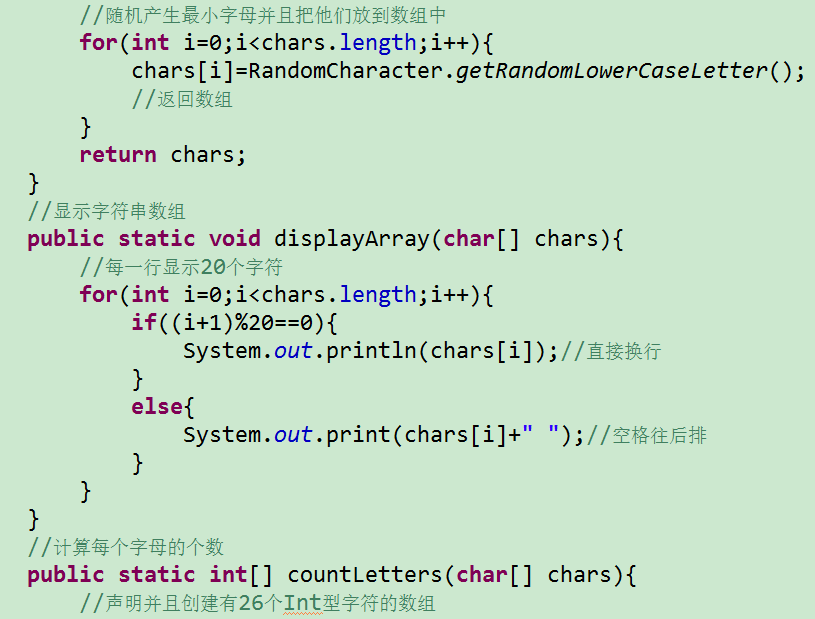 //随机产生最小字母并且把他们放到数组中
for(int i=0;i<chars.length;i++){
chars[i]=RandomCharacter.getRandomLowerCaseLetter();
//返回数组
}
return chars;
}
//显示字符串数组
public static void displayArray(char[] chars){
//每一行显示20个字符
for(int i=0;i<chars.length;i++){
if((i+1)%20==0){
System.out.println(chars[i]);//直接换行
}
else{
System.out.print(chars[i]+" ");//空格往后排
}
}
}
//计算每个字母的个数
public static int[] countLetters(char[] chars){
//声明并且创建有26个Int型字符的数组